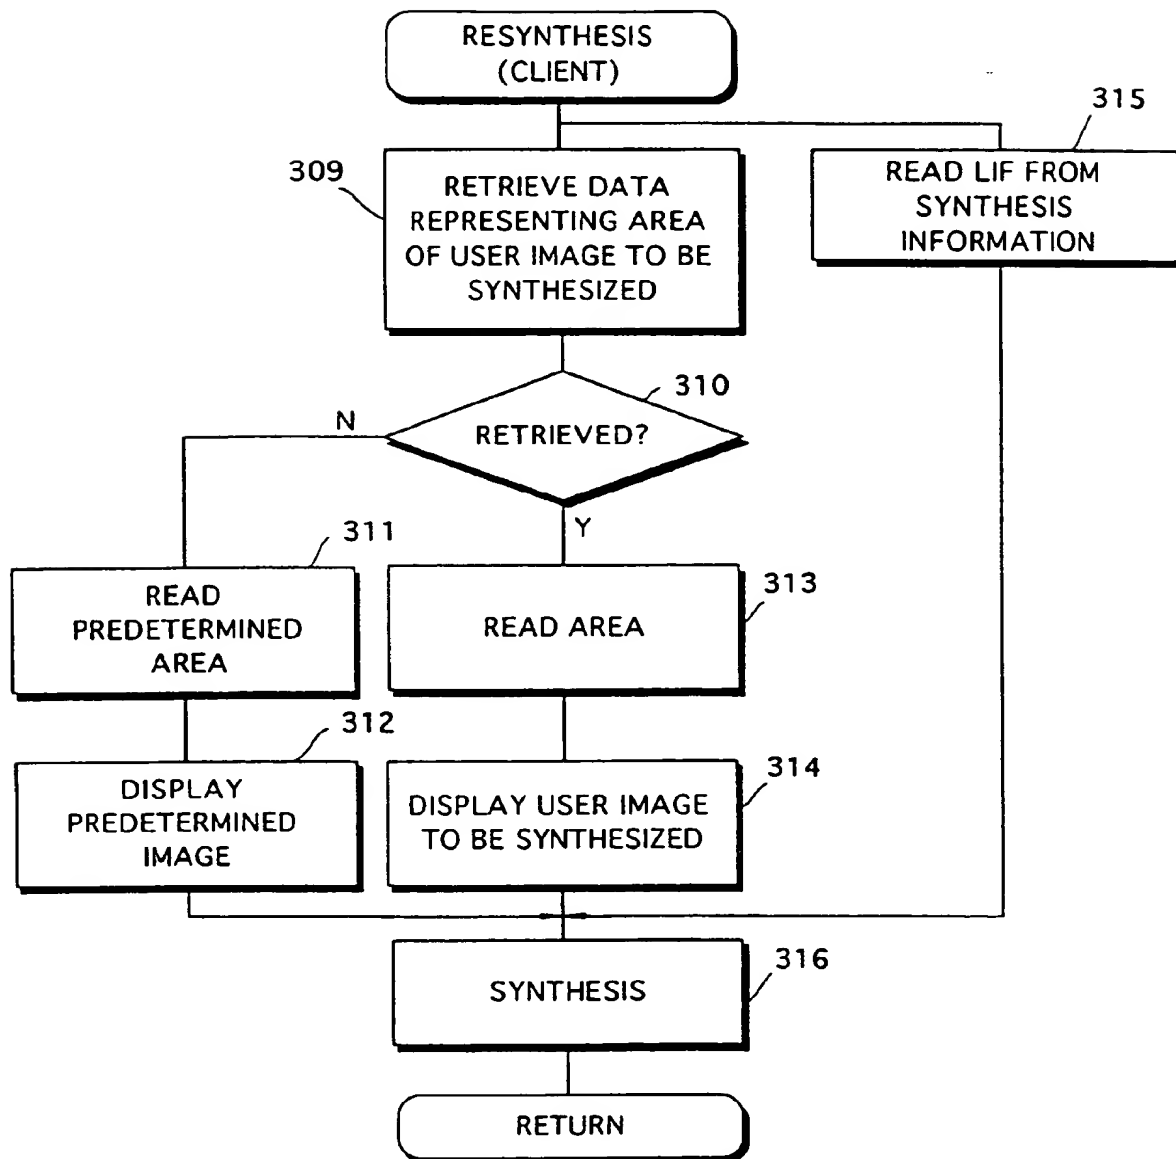 RESYNTHESIS
(CLIENT)
315
READ LIF FROM
SYNTHESIS
INFORMATION
309
RETRIEVE DATA
REPRESENTING AREA
OF USER IMAGE TO BE
SYNTHESIZED
310
N
RETRIEVED?
Y
311
READ
PREDETERMINED
AREA
313
READ AREA
312
DISPLAY
PREDETERMINED
IMAGE
314
DISPLAY USER IMAGE
TO BE SYNTHESIZED
316
SYNTHESIS
RETURN